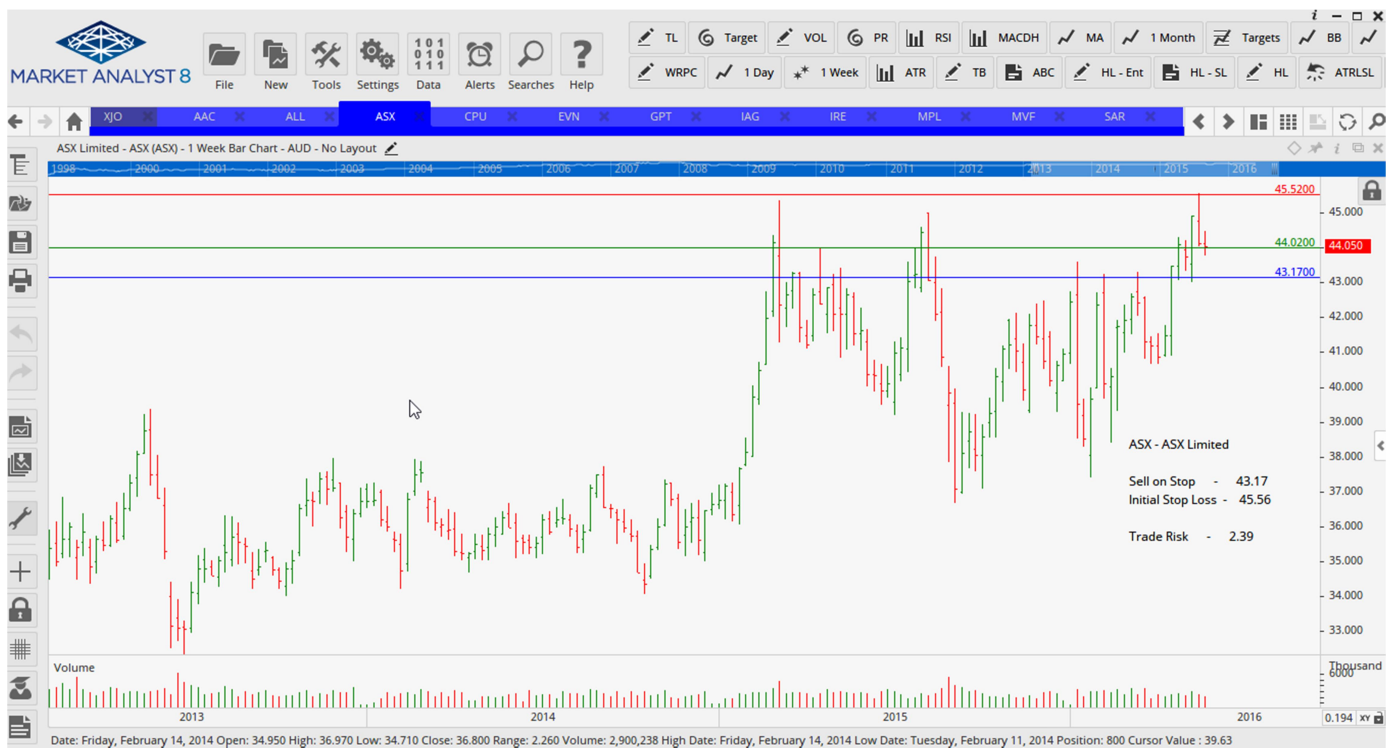 MARKET ANALYST 8
File New Tools Settings Data Alerts Searches Help
101
010
111
TL Target VOL PR RSI MACDH MA 1 Month Targets BB
WRPC 1 Day 1 Week ATR TB ABC HL - Ent HL - SL HL ATRLSL
XJO AAC ALL ASX CPU EVN GPT IAG IRE MPL MVF SAR
ASX Limited - ASX (ASX) - 1 Week Bar Chart - AUD - No Layout
1998 2000 2001 2002 2003 2004 2006 2007 2008 2009 2010 2011 2012 2013 2014 2015 2016
45.5200
45.000
44.0200
44.050
43.1700
43.000
42.000
41.000
40.000
39.000
ASX - ASX Limited
38.000
Sell on Stop - 43.17
37.000
Initial Stop Loss - 45.56
36.000
Trade Risk - 2.39
35.000
34.000
33.000
Volume
Thousand
6000
2013 2014 2015 2016
0.194 XY
Date: Friday, February 14, 2014 Open: 34.950 High: 36.970 Low: 34.710 Close: 36.800 Range: 2.260 Volume: 2,900,238 High Date: Friday, February 14, 2014 Low Date: Tuesday, February 11, 2014 Position: 800 Cursor Value : 39.63